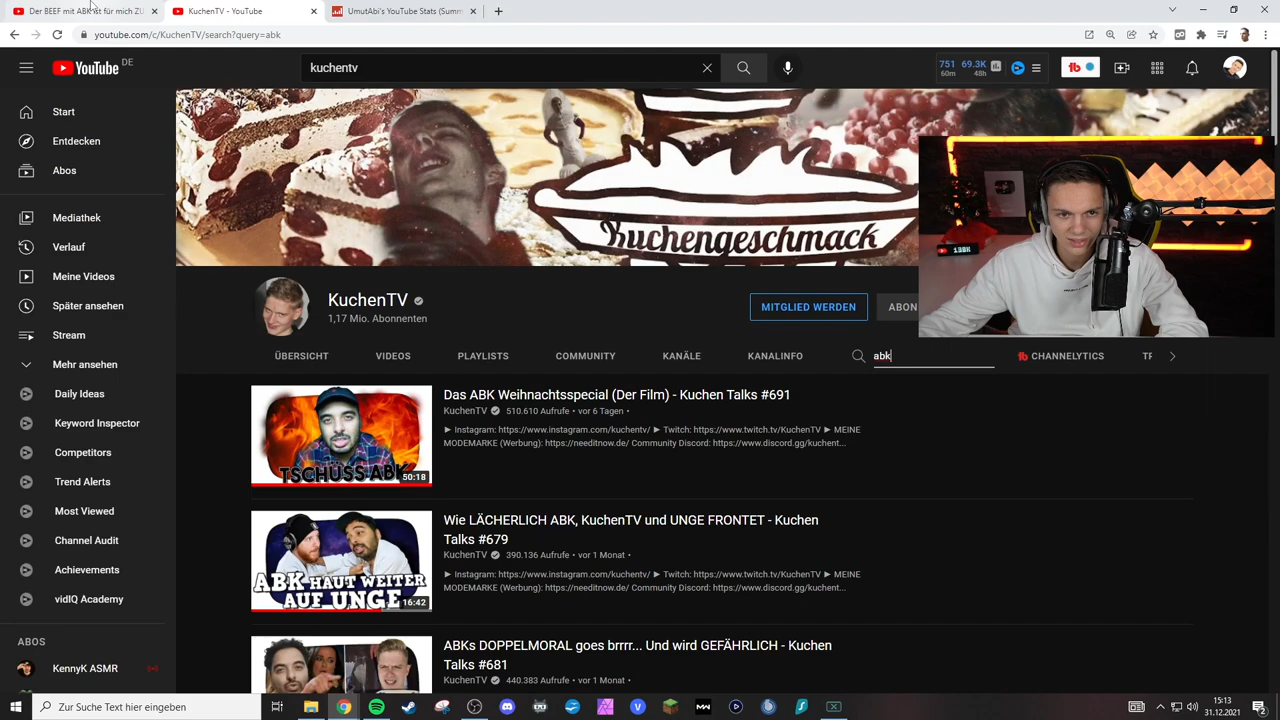 Der BEEF mit ABK ist für mich ZU
KuchenTV - YouTube
UmutAbi's YouTube Stats (Summ
youtube.com/c/KuchenTV/search?query=abk
YouTube DE
kuchentv
751
60m
69.3K
48h
Start
Entdecken
Abos
Mediathek
Verlauf
Meine Videos
Später ansehen
Stream
Mehr ansehen
Daily Ideas
Keyword Inspector
Competitors
Trend Alerts
Most Viewed
Channel Audit
Achievements
vidIQ Academy
ABOS
KennyK ASMR
Kuchengeschmack
130K
KuchenTV
1,17 Mio. Abonnenten
MITGLIED WERDEN
ABON
ÜBERSICHT
VIDEOS
PLAYLISTS
COMMUNITY
KANÄLE
KANALINFO
abk
CHANNELYTICS
TSCHÜSS ABK
50:18
Das ABK Weihnachtsspecial (Der Film) - Kuchen Talks #691
KuchenTV 510.610 Aufrufe • vor 6 Tagen •
► Instagram: https://www.instagram.com/kuchentv/ ► Twitch: https://www.twitch.tv/KuchenTV ► MEINE
MODEMARKE (Werbung): https://needitnow.de/ Community Discord: https://www.discord.gg/kuchent...
ABK HAUT WEITER
AUF UNGE
16:42
Wie LÄCHERLICH ABK, KuchenTV und UNGE FRONTET - Kuchen
Talks #679
KuchenTV 390.136 Aufrufe • vor 1 Monat •
► Instagram: https://www.instagram.com/kuchentv/ ► Twitch: https://www.twitch.tv/KuchenTV ► MEINE
MODEMARKE (Werbung): https://needitnow.de/ Community Discord: https://www.discord.gg/kuchent...
ABKs DOPPELMORAL goes brrrr... Und wird GEFÄHRLICH - Kuchen
Talks #681
KuchenTV 440.383 Aufrufe • vor 1 Monat •
Zur Suche Text hier eingeben
15:13
31.12.2021